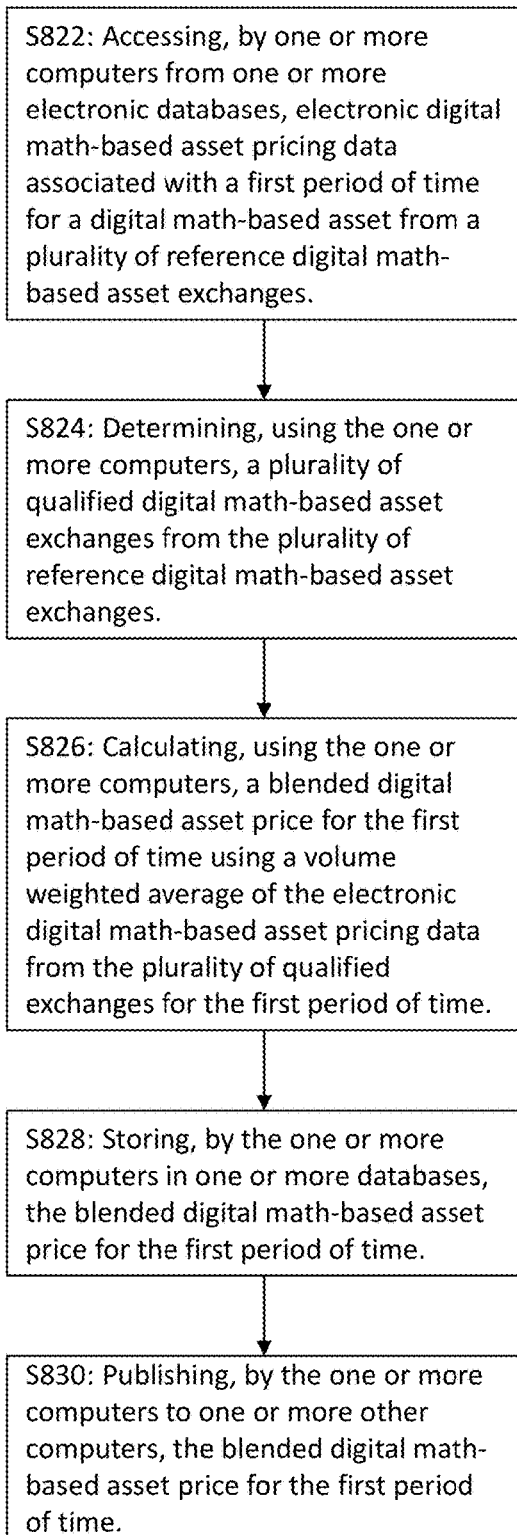 S822: Accessing, by one or more
computers from one or more
electronic databases, electronic digital
math-based asset pricing data
associated with a first period of time
for a digital math-based asset from a
plurality of reference digital math-
based asset exchanges.
S824: Determining, using the one or
more computers, a plurality of
qualified digital math-based asset
exchanges from the plurality of
reference digital math-based asset
exchanges.
S826: Calculating, using the one or
more computers, a blended digital
math-based asset price for the first
period of time using a volume
weighted average of the electronic
digital math-based asset pricing data
from the plurality of qualified
exchanges for the first period of time.
S828: Storing, by the one or more
computers in one or more databases,
the blended digital math-based asset
price for the first period of time.
S830: Publishing, by the one or more
computers to one or more other
computers, the blended digital math-
based asset price for the first period
of time.